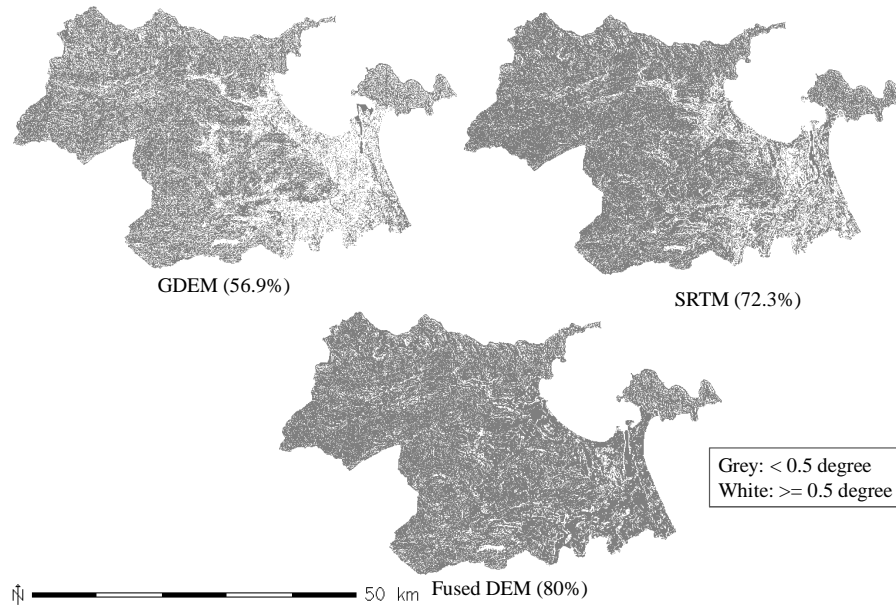 GDEM (56.9%)
SRTM (72.3%)
Grey: < 0.5 degree
White: >= 0.5 degree
N
50 km
Fused DEM (80%)